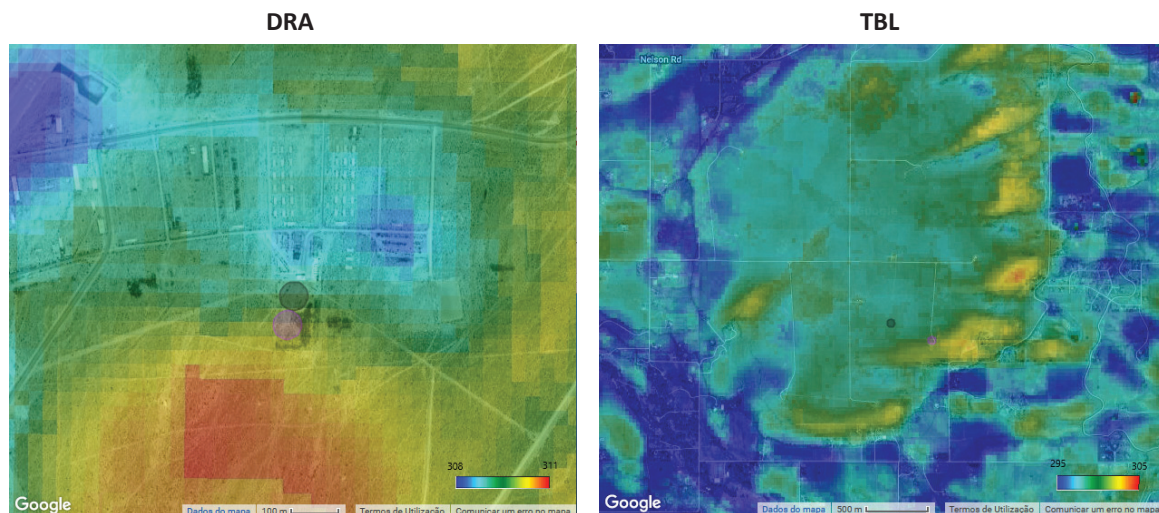 DRA
TBL
Nelson Rd
308
311
295
305
Google
Dados do mapa
100 m
Termos de Utilização
Comunicar um erro no mapa
Google
Dados do mapa
500 m
Termos de Utilização
Comunicar um erro no mapa